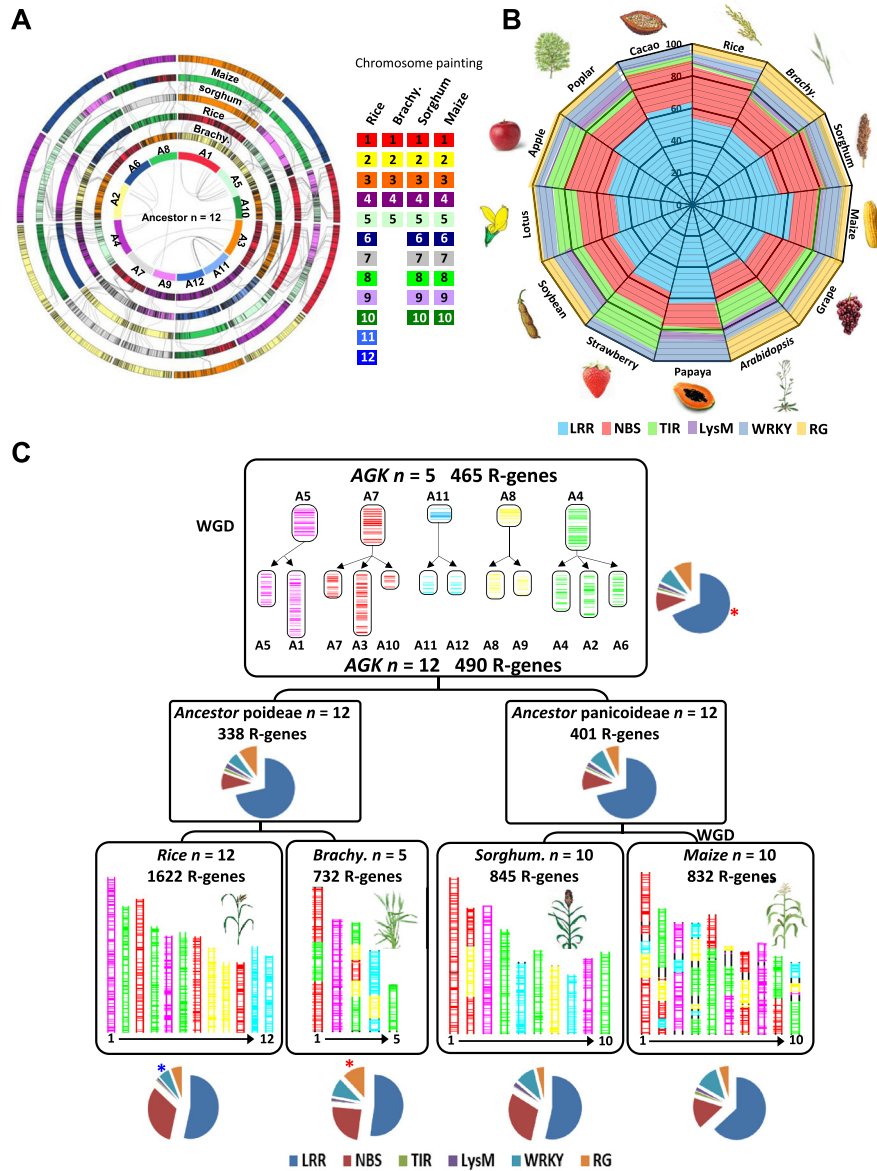 A
Maize
sorghum
Rice
Brachy.
A1
A5
A10
A3
A11
A12
A9
A7
A4
A2
A6
A8
Ancestor n = 12
Chromosome painting
Rice Brachy. Sorghum Maize
1 1 1 1
2 2 2 2
3 3 3 3
4 4 4 4
5 5 5 5
6 6 6
7 7 7
8 8 8
9 9 9
10 10 10
11
12
B
Cacao
Rice
Brachy.
Sorghum
Maize
Grape
Arabidopsis
Papaya
Strawberry
Soybean
Lotus
Apple
Poplar
100
80
60
40
20
0
LRR NBS TIR LysM WRKY RG
C
WGD
AGK n = 5 465 R-genes
A5 A7 A11 A8 A4
A5 A1 A7 A3 A10 A11 A12 A8 A9 A4 A2 A6
AGK n = 12 490 R-genes
*
Ancestor poideae n = 12
338 R-genes
Ancestor panicoideae n = 12
401 R-genes
WGD
Rice n = 12
1622 R-genes
1 12
Brachy. n = 5
732 R-genes
1 5
Sorghum. n = 10
845 R-genes
1 10
Maize n = 10
832 R-genes
1 10
* *
LRR NBS TIR LysM WRKY RG